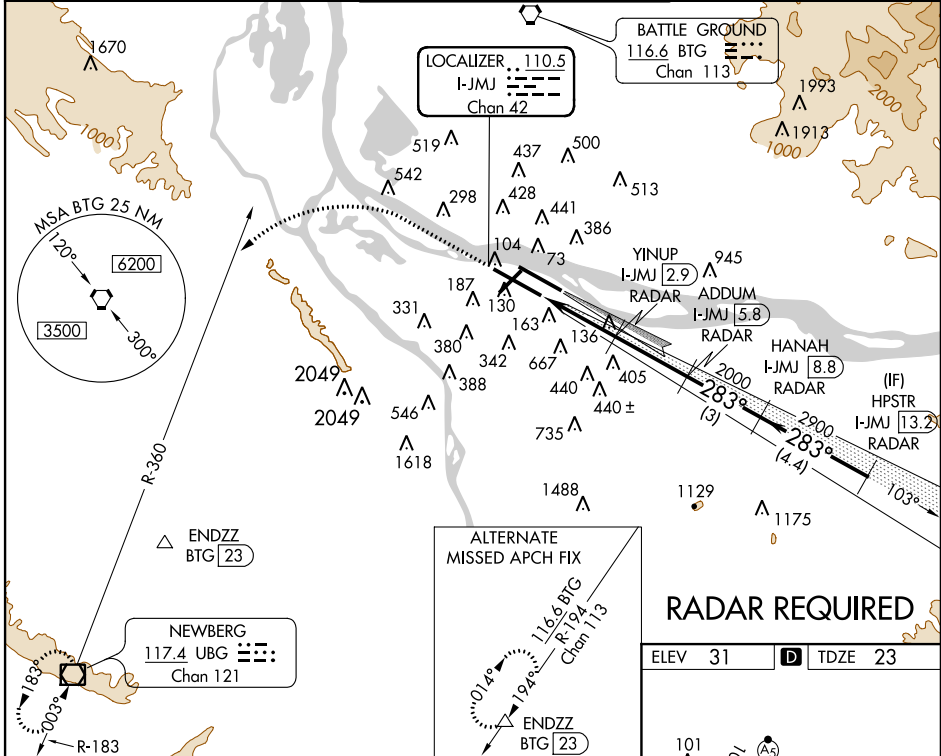 1670
BATTLE GROUND
116.6 BTG
Chan 113
LOCALIZER 110.5
I-JMJ
Chan 42
1993
2000
1913
1000
1000
519
437
500
542
298
428
513
441
386
MSA BTG 25 NM
120°
6200
3500
300°
104
73
YINUP
I-JMJ 2.9
RADAR
945
ADDUM
I-JMJ 5.8
RADAR
187
130
331
163
136
HANAH
I-JMJ 8.8
RADAR
380
342
667
405
2000
(IF)
HPSTR
I-JMJ 13.2
RADAR
2049
2049
388
440
440 ±
283°
(3)
2900
283°
(4.4)
546
735
1618
103°
R-360
1488
1129
1175
ENDZZ
BTG 23
ALTERNATE
MISSED APCH FIX
116.6 BTG
R-194
Chan 113
014°
194°
ENDZZ
BTG 23
RADAR REQUIRED
NEWBERG
117.4 UBG
Chan 121
183°
003°
R-183
ELEV 31 D TDZE 23
101
A5